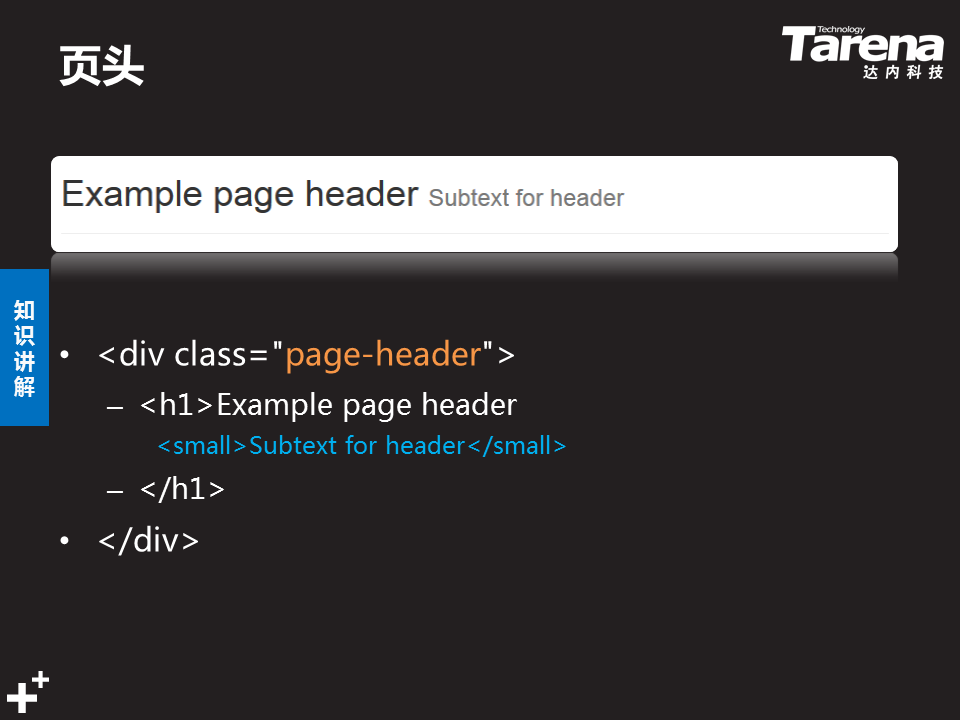 页头
Technology
Tarena
达内科技
Example page header Subtext for header
知识讲解
• <div class="page-header">
– <h1>Example page header
<small>Subtext for header</small>
– </h1>
• </div>